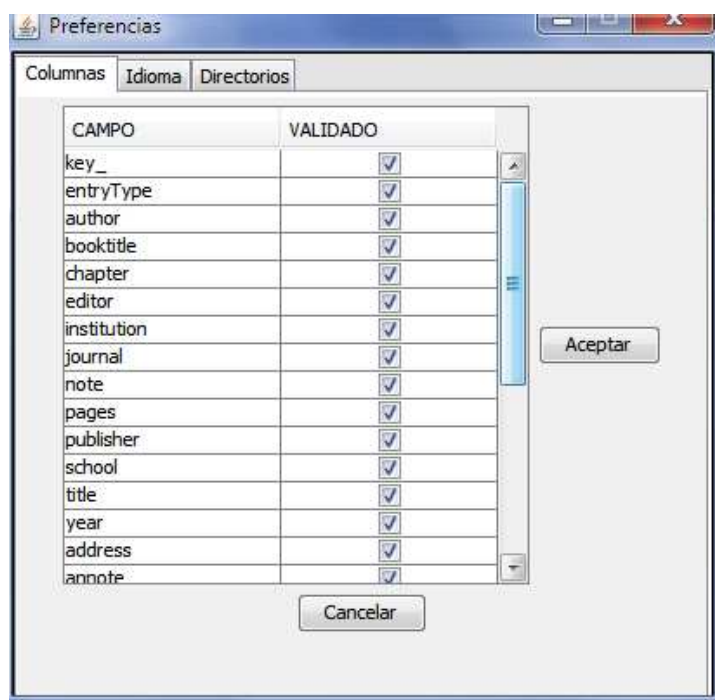 Preferencias
Columnas Idioma Directorios
CAMPO VALIDADO
key_
entryType
author
booktitle
chapter
editor
institution
journal
note
pages
publisher
school
title
year
address
annote
Aceptar
Cancelar